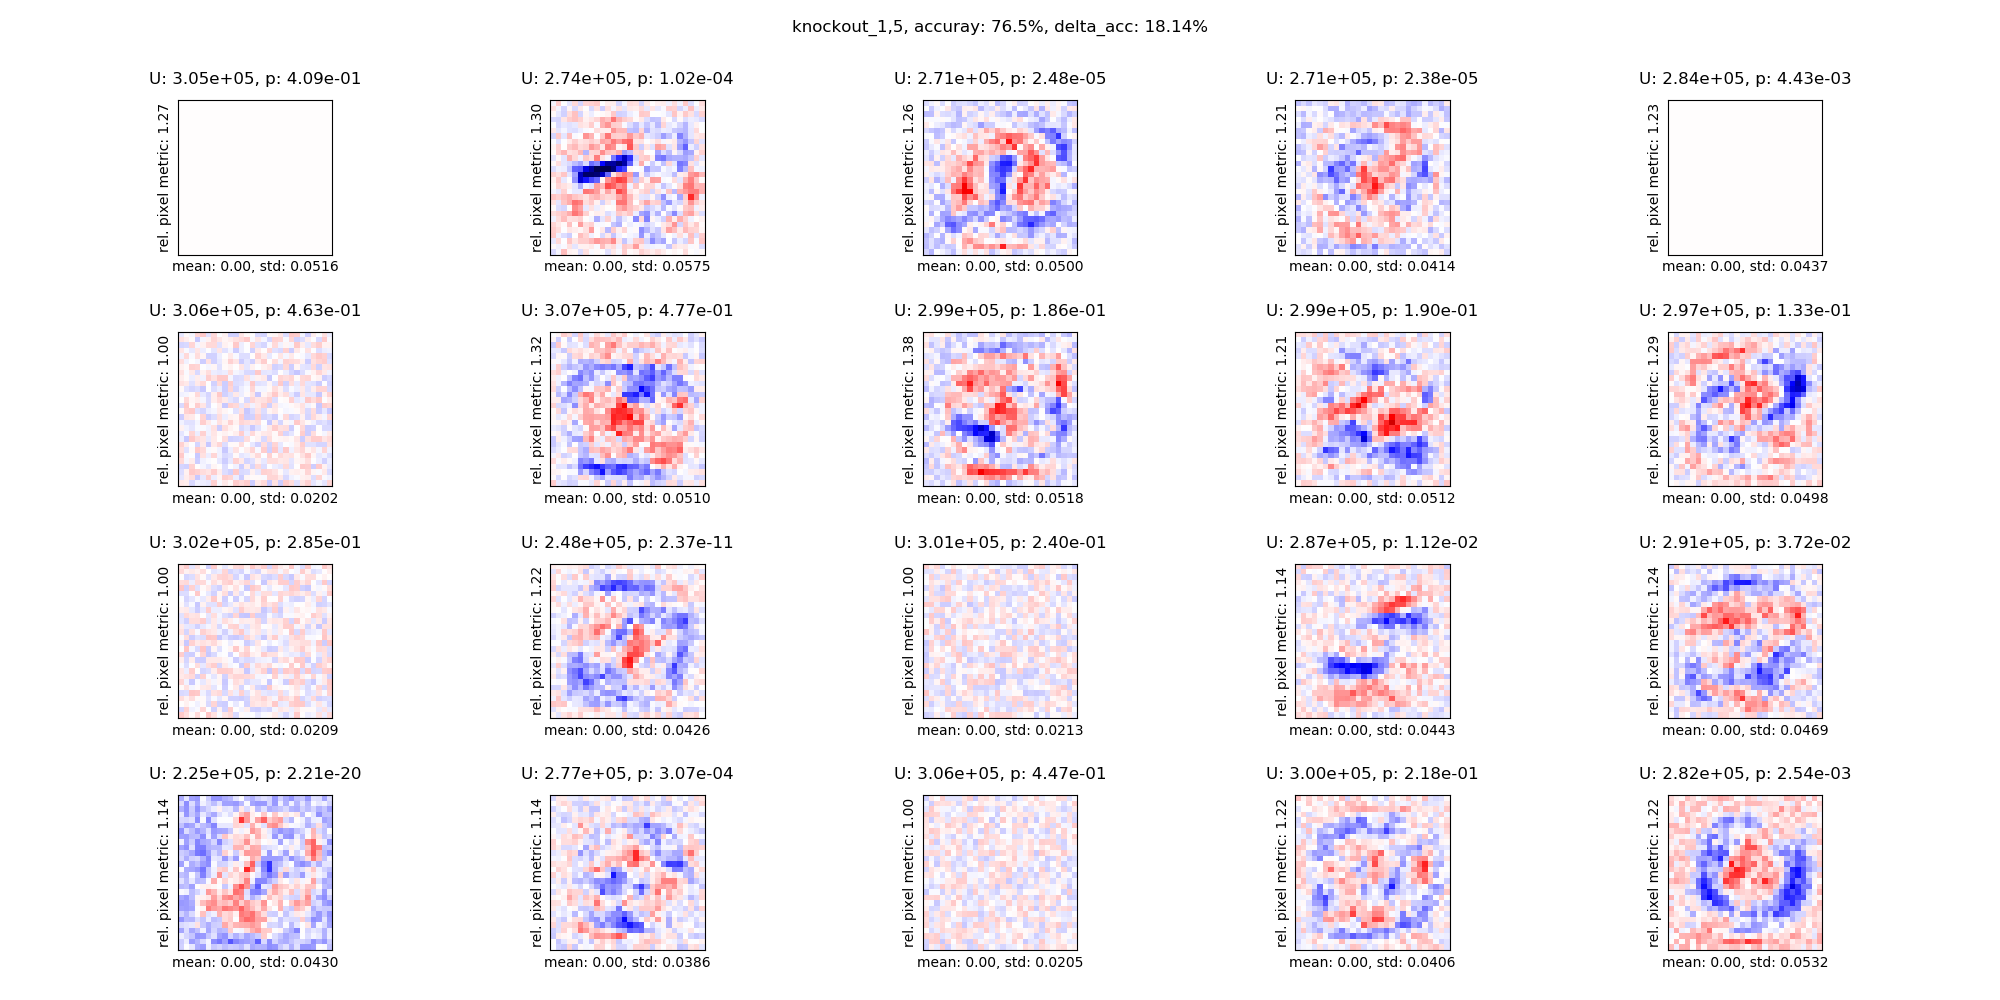 knockout_1,5, accuray: 76.5%, delta_acc: 18.14%
U: 3.05e+05, p: 4.09e-01
rel. pixel metric: 1.27
mean: 0.00, std: 0.0516
U: 2.74e+05, p: 1.02e-04
rel. pixel metric: 1.30
mean: 0.00, std: 0.0575
U: 2.71e+05, p: 2.48e-05
rel. pixel metric: 1.26
mean: 0.00, std: 0.0500
U: 2.71e+05, p: 2.38e-05
rel. pixel metric: 1.21
mean: 0.00, std: 0.0414
U: 2.84e+05, p: 4.43e-03
rel. pixel metric: 1.23
mean: 0.00, std: 0.0437
U: 3.06e+05, p: 4.63e-01
rel. pixel metric: 1.00
mean: 0.00, std: 0.0202
U: 3.07e+05, p: 4.77e-01
rel. pixel metric: 1.32
mean: 0.00, std: 0.0510
U: 2.99e+05, p: 1.86e-01
rel. pixel metric: 1.38
mean: 0.00, std: 0.0518
U: 2.99e+05, p: 1.90e-01
rel. pixel metric: 1.21
mean: 0.00, std: 0.0512
U: 2.97e+05, p: 1.33e-01
rel. pixel metric: 1.29
mean: 0.00, std: 0.0498
U: 3.02e+05, p: 2.85e-01
rel. pixel metric: 1.00
mean: 0.00, std: 0.0209
U: 2.48e+05, p: 2.37e-11
rel. pixel metric: 1.22
mean: 0.00, std: 0.0426
U: 3.01e+05, p: 2.40e-01
rel. pixel metric: 1.00
mean: 0.00, std: 0.0213
U: 2.87e+05, p: 1.12e-02
rel. pixel metric: 1.14
mean: 0.00, std: 0.0443
U: 2.91e+05, p: 3.72e-02
rel. pixel metric: 1.24
mean: 0.00, std: 0.0469
U: 2.25e+05, p: 2.21e-20
rel. pixel metric: 1.14
mean: 0.00, std: 0.0430
U: 2.77e+05, p: 3.07e-04
rel. pixel metric: 1.14
mean: 0.00, std: 0.0386
U: 3.06e+05, p: 4.47e-01
rel. pixel metric: 1.00
mean: 0.00, std: 0.0205
U: 3.00e+05, p: 2.18e-01
rel. pixel metric: 1.22
mean: 0.00, std: 0.0406
U: 2.82e+05, p: 2.54e-03
rel. pixel metric: 1.22
mean: 0.00, std: 0.0532